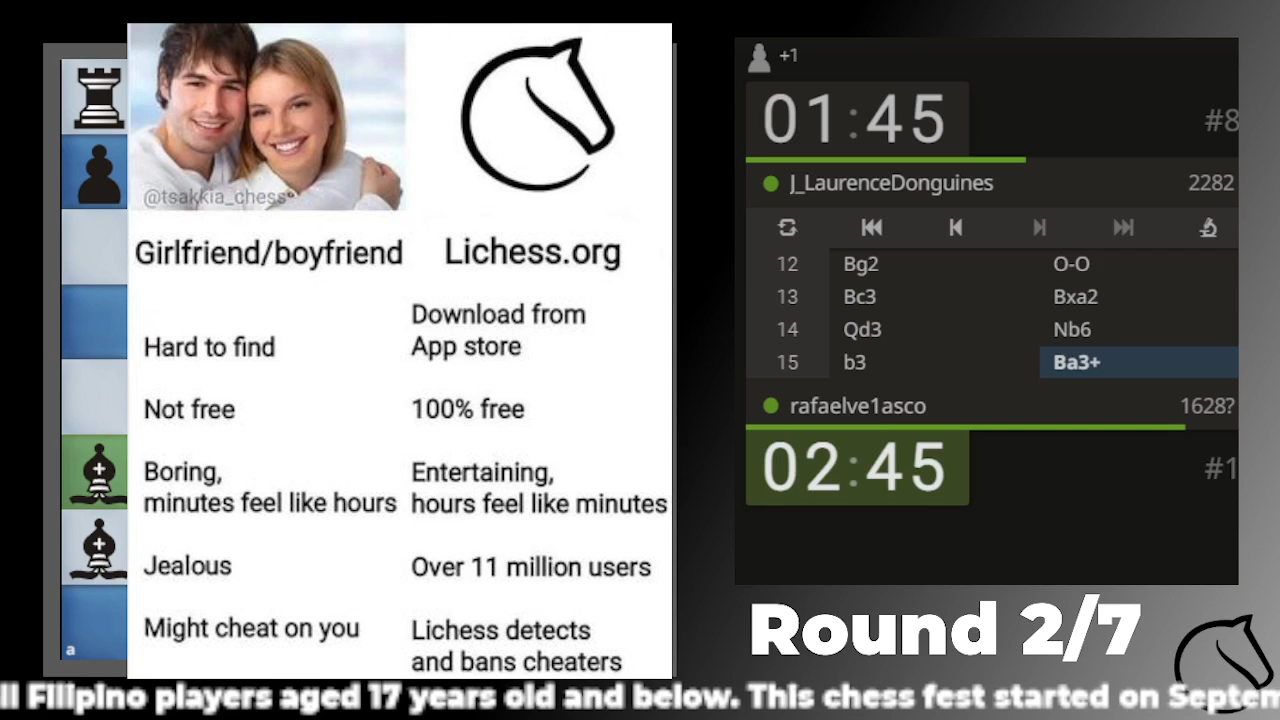 @tsakkia_chess
Girlfriend/boyfriend
Lichess.org
Hard to find
Download from
App store
Not free
100% free
Boring,
minutes feel like hours
Entertaining,
hours feel like minutes
Jealous
Over 11 million users
Might cheat on you
Lichess detects
and bans cheaters
a
+1
01:45
#8
J_LaurenceDonguines 2282
12 Bg2 O-O
13 Bc3 Bxa2
14 Qd3 Nb6
15 b3 Ba3+
rafaelve1asco 1628?
02:45
#1
Round 2/7
ll Filipino players aged 17 years old and below. This chess fest started on Septem